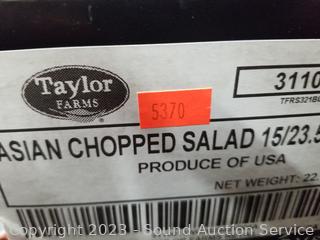 Taylor
FARMS
5370
3110
TFRS321B
ASIAN CHOPPED SALAD 15/23.5
PRODUCE OF USA
NET WEIGHT: 22.
Copyright 2023 - Sound Auction Service